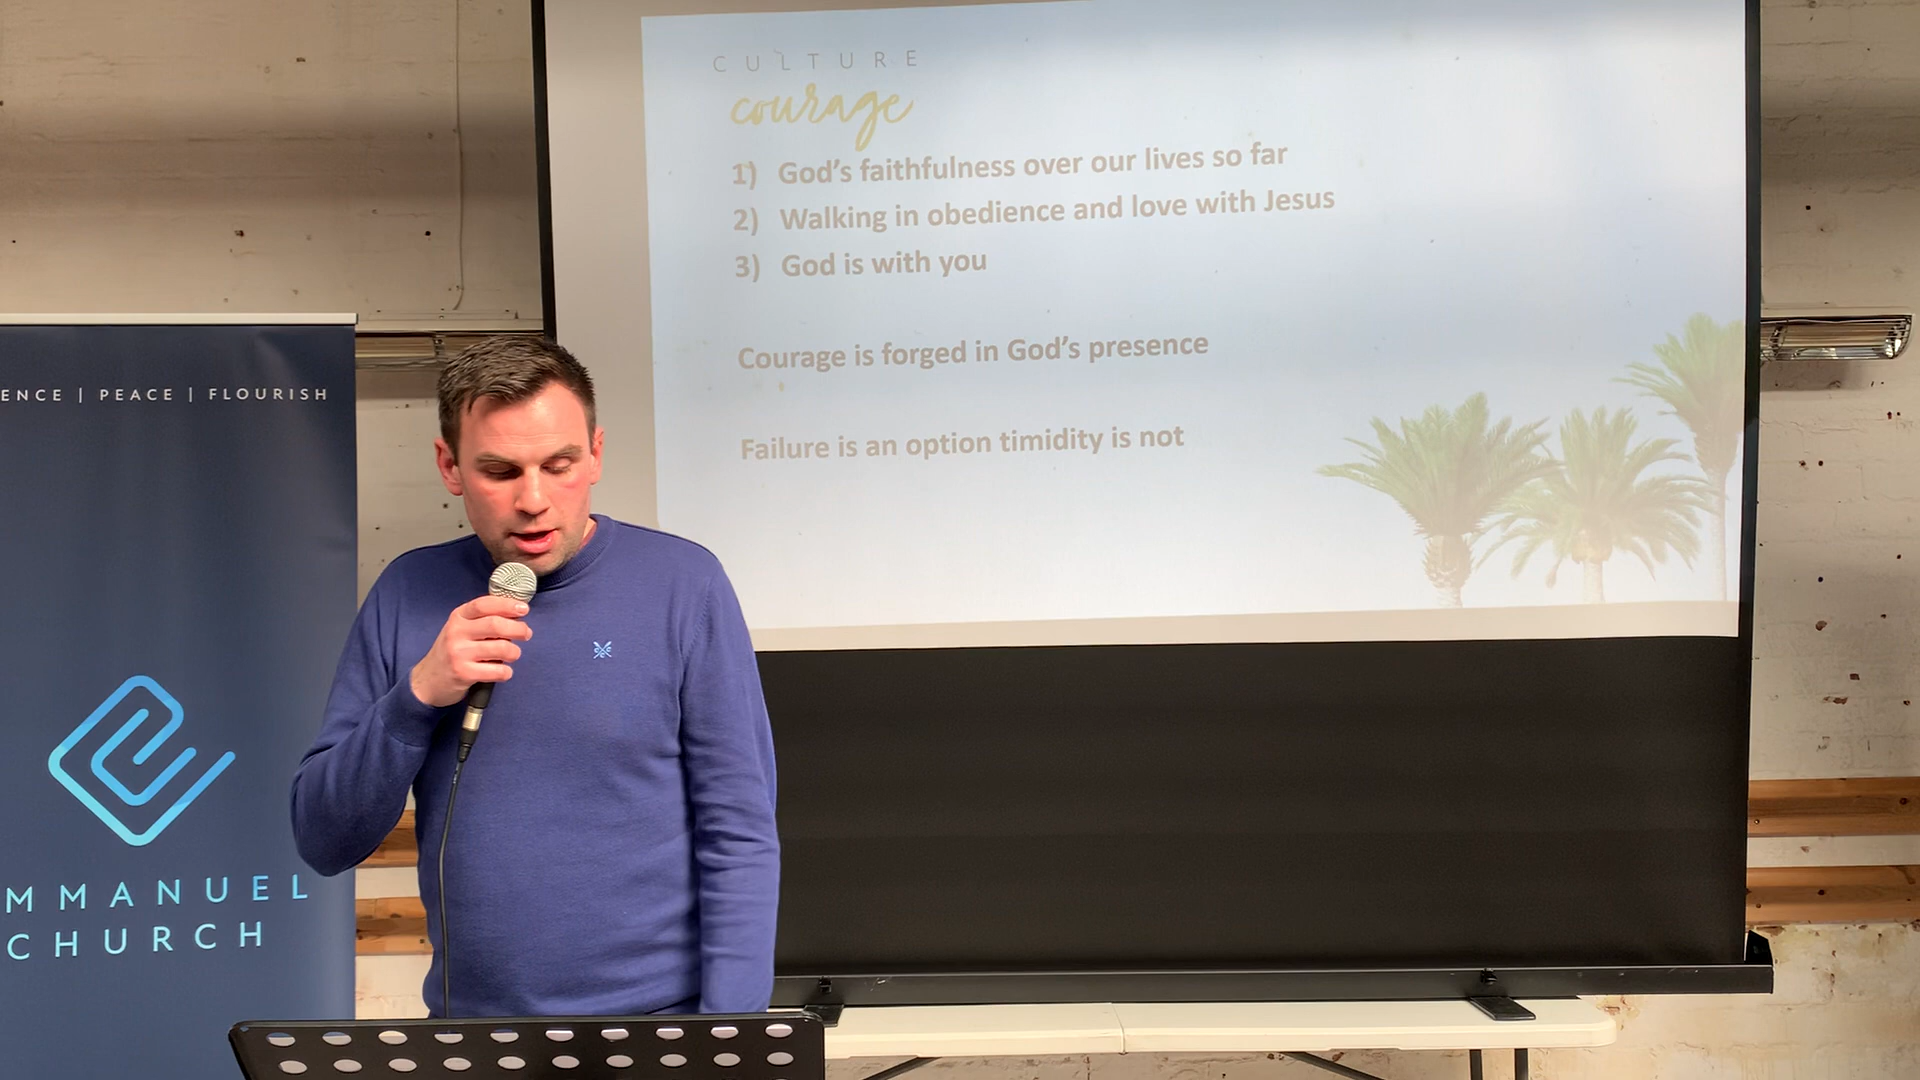 CULTURE
courage
1) God's faithfulness over our lives so far
2) Walking in obedience and love with Jesus
3) God is with you
Courage is forged in God's presence
Failure is an option timidity is not
ENCE | PEACE | FLOURISH
MMANUEL
CHURCH